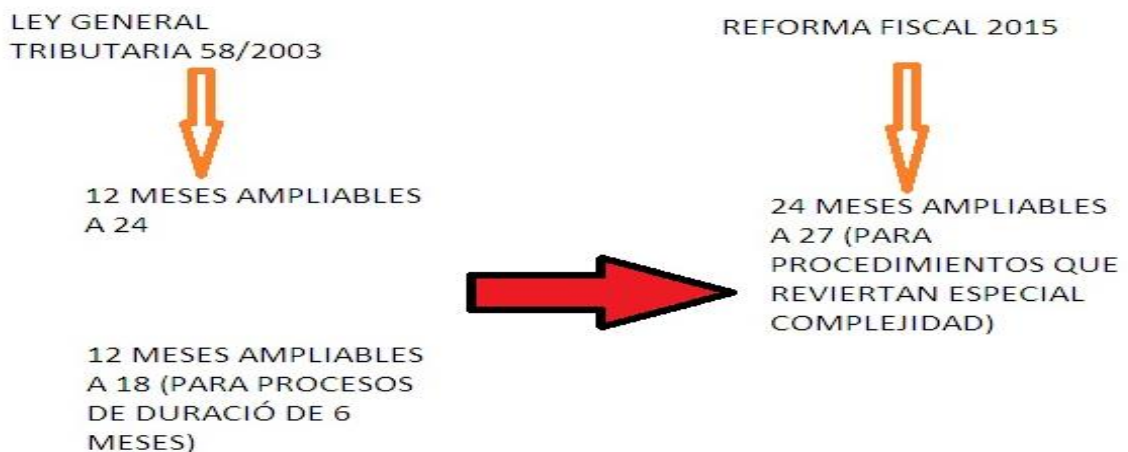 LEY GENERAL
TRIBUTARIA 58/2003
12 MESES AMPLIABLES
A 24
12 MESES AMPLIABLES
A 18 (PARA PROCESOS
DE DURACIÓ DE 6
MESES)
REFORMA FISCAL 2015
24 MESES AMPLIABLES
A 27 (PARA
PROCEDIMIENTOS QUE
REVIERTAN ESPECIAL
COMPLEJIDAD)